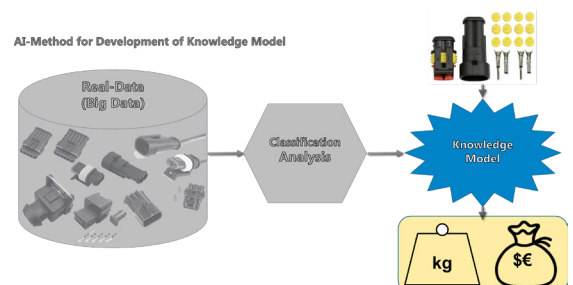 AI-Method for Development of Knowledge Model
Real-Data
(Big Data)
Classification
Analysis
Knowledge
Model
kg
$€